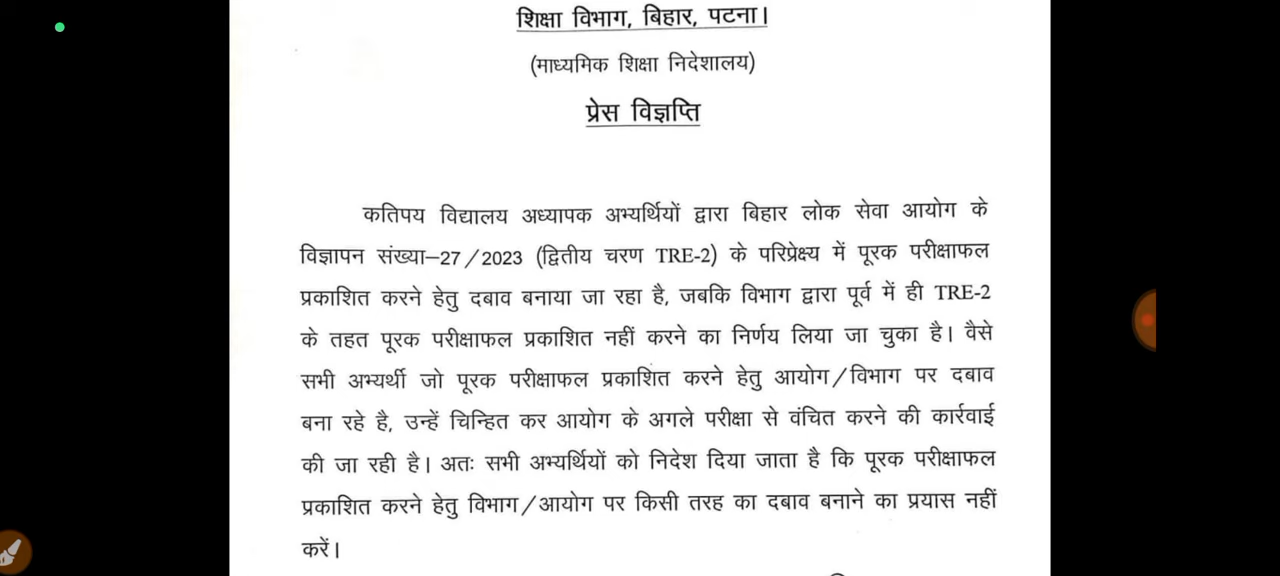 शिक्षा विभाग, बिहार, पटना।
(माध्यमिक शिक्षा निदेशालय)
प्रेस विज्ञप्ति
कतिपय विद्यालय अध्यापक अभ्यर्थियों द्वारा बिहार लोक सेवा आयोग के
विज्ञापन संख्या–27/2023 (द्वितीय चरण TRE-2) के परिप्रेक्ष्य में पूरक परीक्षाफल
प्रकाशित करने हेतु दबाव बनाया जा रहा है, जबकि विभाग द्वारा पूर्व में ही TRE-2
के तहत पूरक परीक्षाफल प्रकाशित नहीं करने का निर्णय लिया जा चुका है। वैसे
सभी अभ्यर्थी जो पूरक परीक्षाफल प्रकाशित करने हेतु आयोग/विभाग पर दबाव
बना रहे है, उन्हें चिन्हित कर आयोग के अगले परीक्षा से वंचित करने की कार्रवाई
की जा रही है। अतः सभी अभ्यर्थियों को निदेश दिया जाता है कि पूरक परीक्षाफल
प्रकाशित करने हेतु विभाग/आयोग पर किसी तरह का दबाव बनाने का प्रयास नहीं
करें।